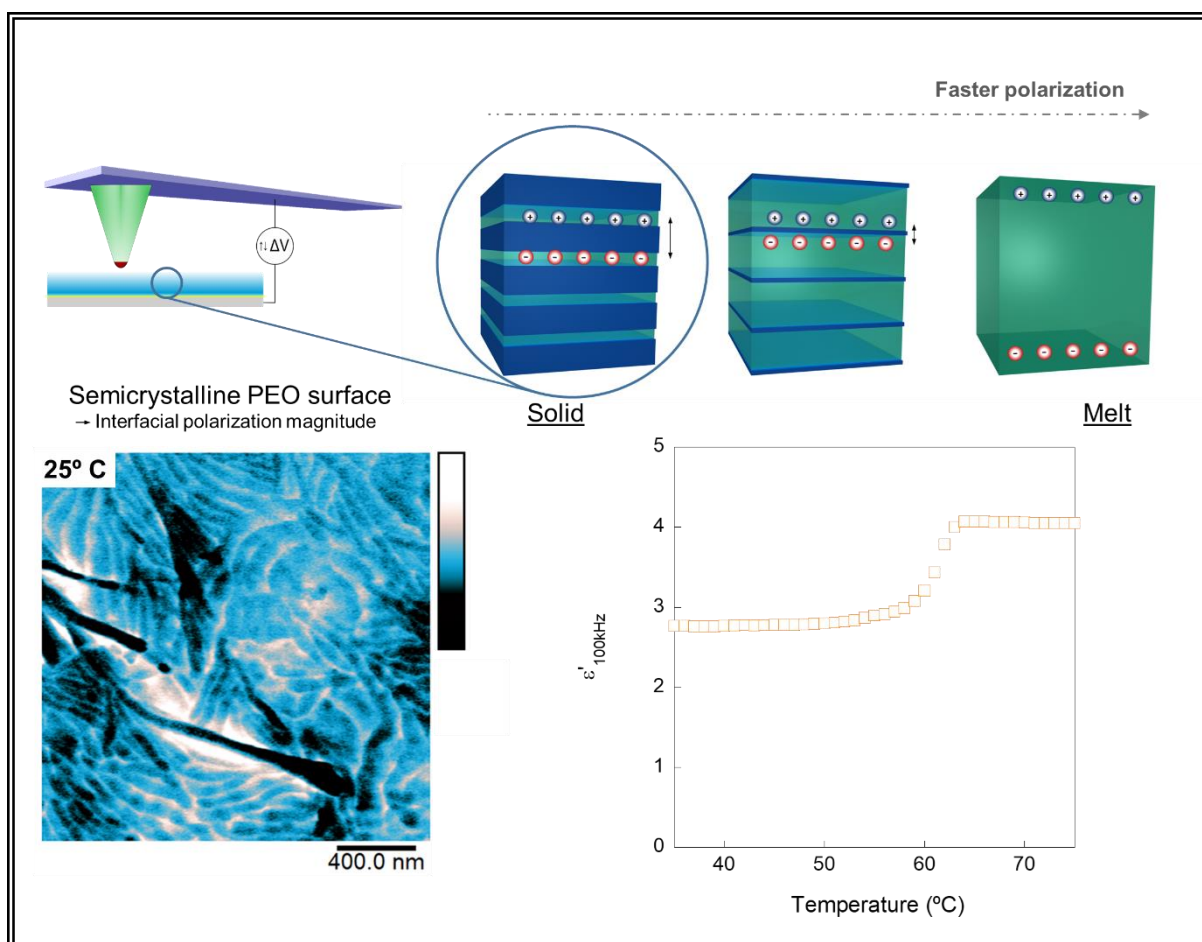 Faster polarization
↑↓ ΔV
+ + + + +
- - - - -
+ + + + +
- - - - -
+ + + + +
- - - - -
Semicrystalline PEO surface
→ Interfacial polarization magnitude
Solid
Melt
25º C
400.0 nm
5
4
3
2
1
0
ε'100kHz
40 50 60 70
Temperature (ºC)